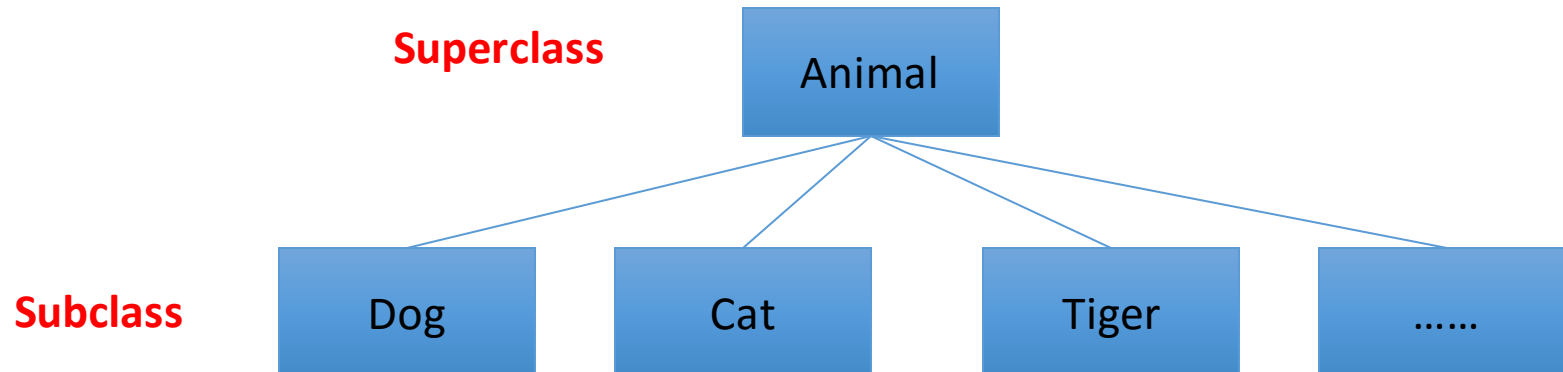 Superclass
Animal
Subclass
Dog
Cat
Tiger
......